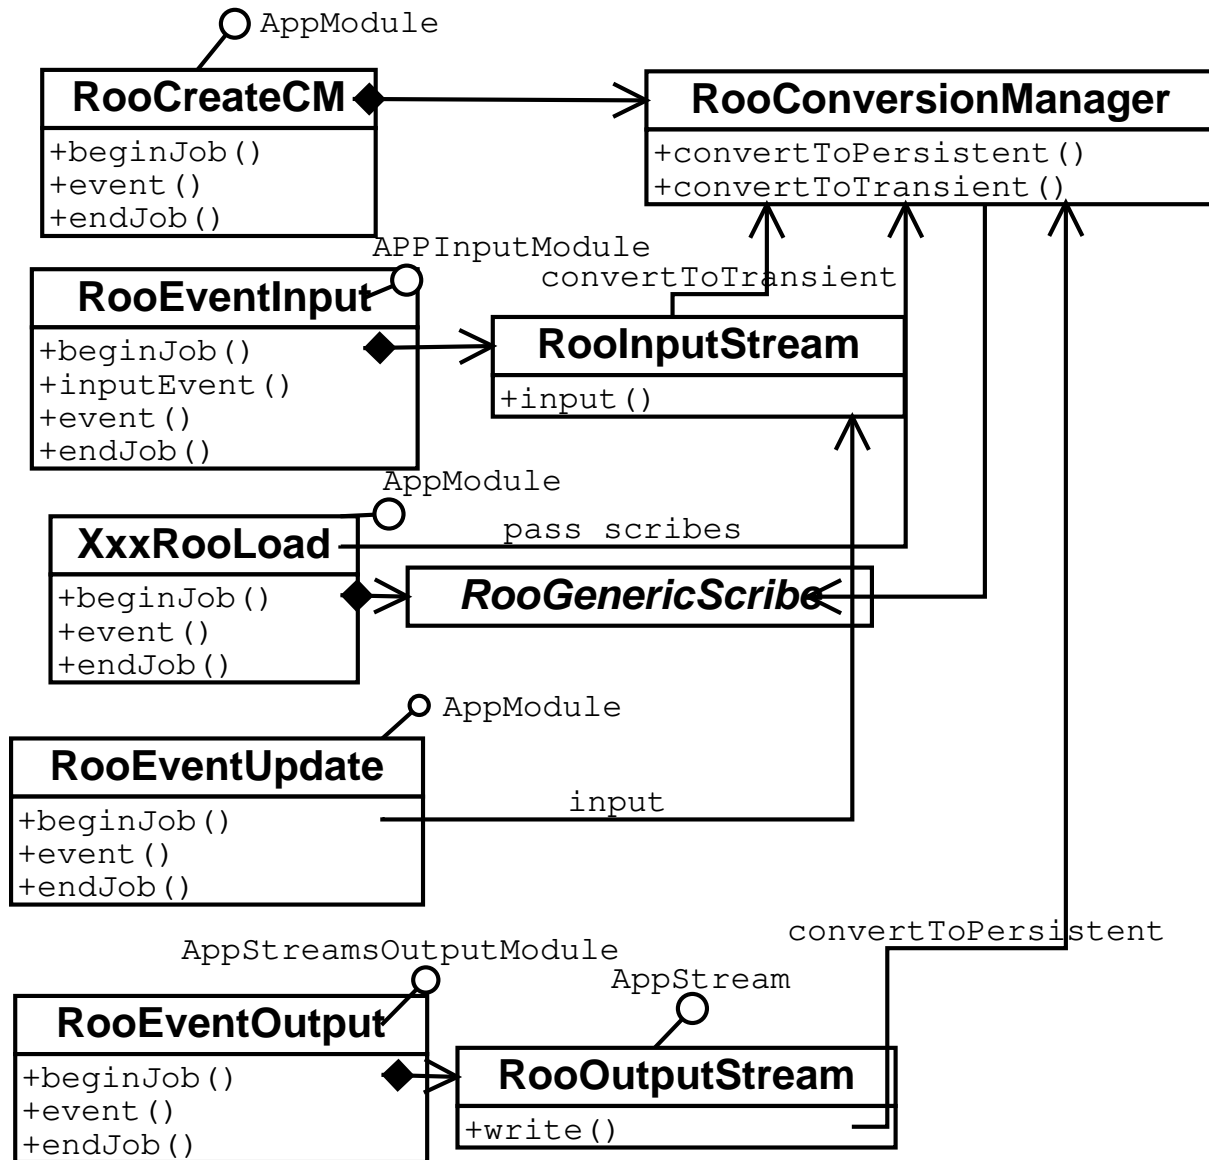 AppModule
RooCreateCM
+beginJob()
+event()
+endJob()
RooConversionManager
+convertToPersistent()
+convertToTransient()
APPInputModule
convertToTransient
RooEventInput
+beginJob()
+inputEvent()
+event()
+endJob()
RooInputStream
+input()
AppModule
pass scribes
XxxRooLoad
+beginJob()
+event()
+endJob()
RooGenericScribe
AppModule
RooEventUpdate
+beginJob()
+event()
+endJob()
input
convertToPersistent
AppStreamsOutputModule
AppStream
RooEventOutput
+beginJob()
+event()
+endJob()
RooOutputStream
+write()